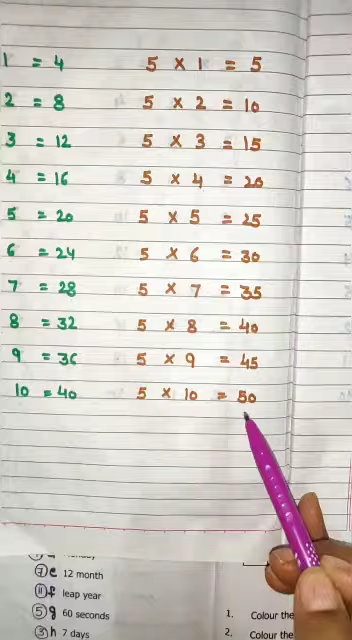 1 = 4
2 = 8
3 = 12
4 = 16
5 = 20
6 = 24
7 = 28
8 = 32
9 = 36
10 = 40
5 × 1 = 5
5 × 2 = 10
5 × 3 = 15
5 × 4 = 20
5 × 5 = 25
5 × 6 = 30
5 × 7 = 35
5 × 8 = 40
5 × 9 = 45
5 × 10 = 50
7 e 12 month
11 f leap year
5 g 60 seconds
3 h 7 days
1. Colour the
2. Colour the